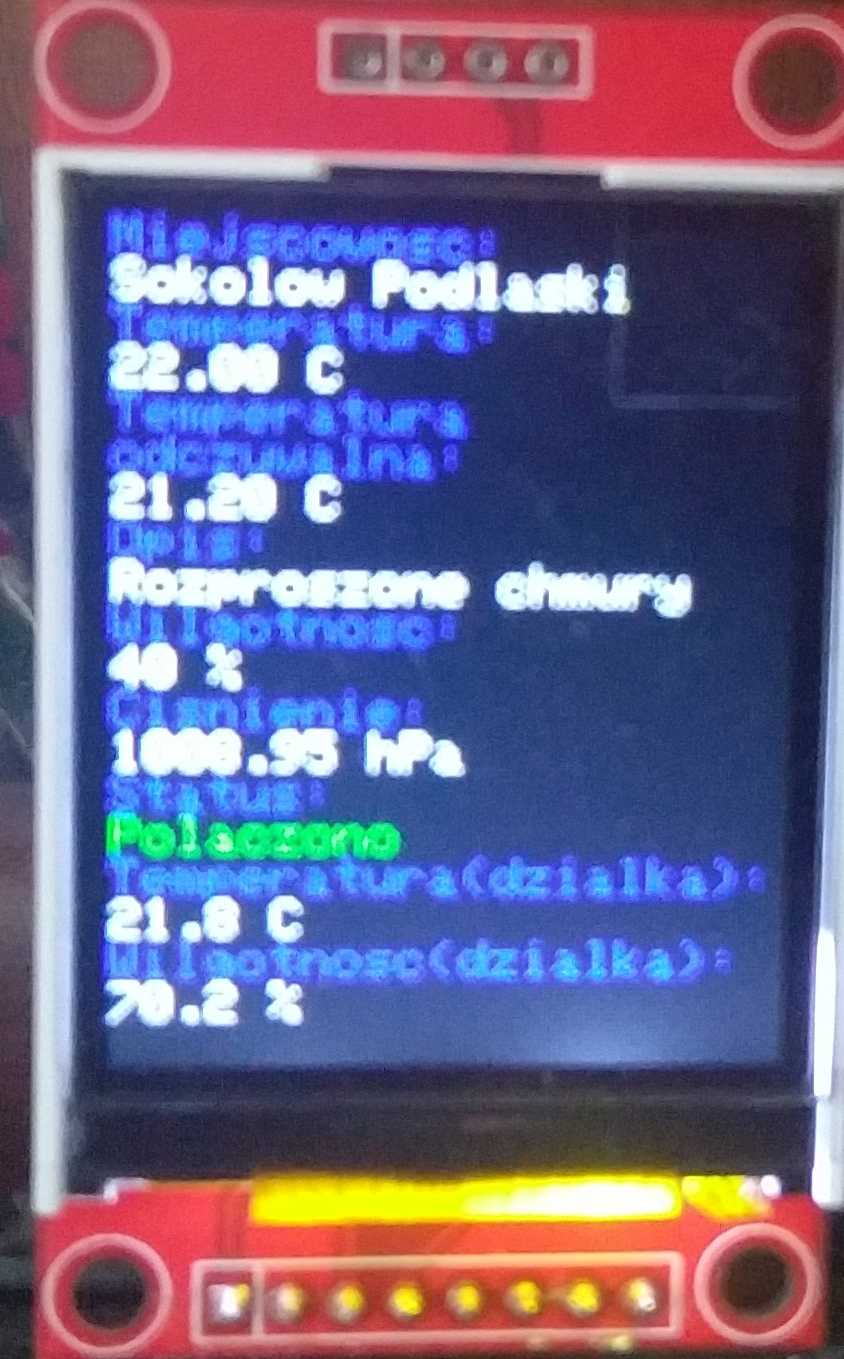 Miejscowosc:
Sokolow Podlaski
Temperatura:
22.00 C
Temperatura
odczuwalna:
21.20 C
Opis:
Rozproszone chmury
Wilgotnosc:
40 %
Cisnienie:
1008.95 hPa
Status:
Polaczono
Temperatura(dzialka):
21.8 C
Wilgotnosc(dzialka):
70.2 %